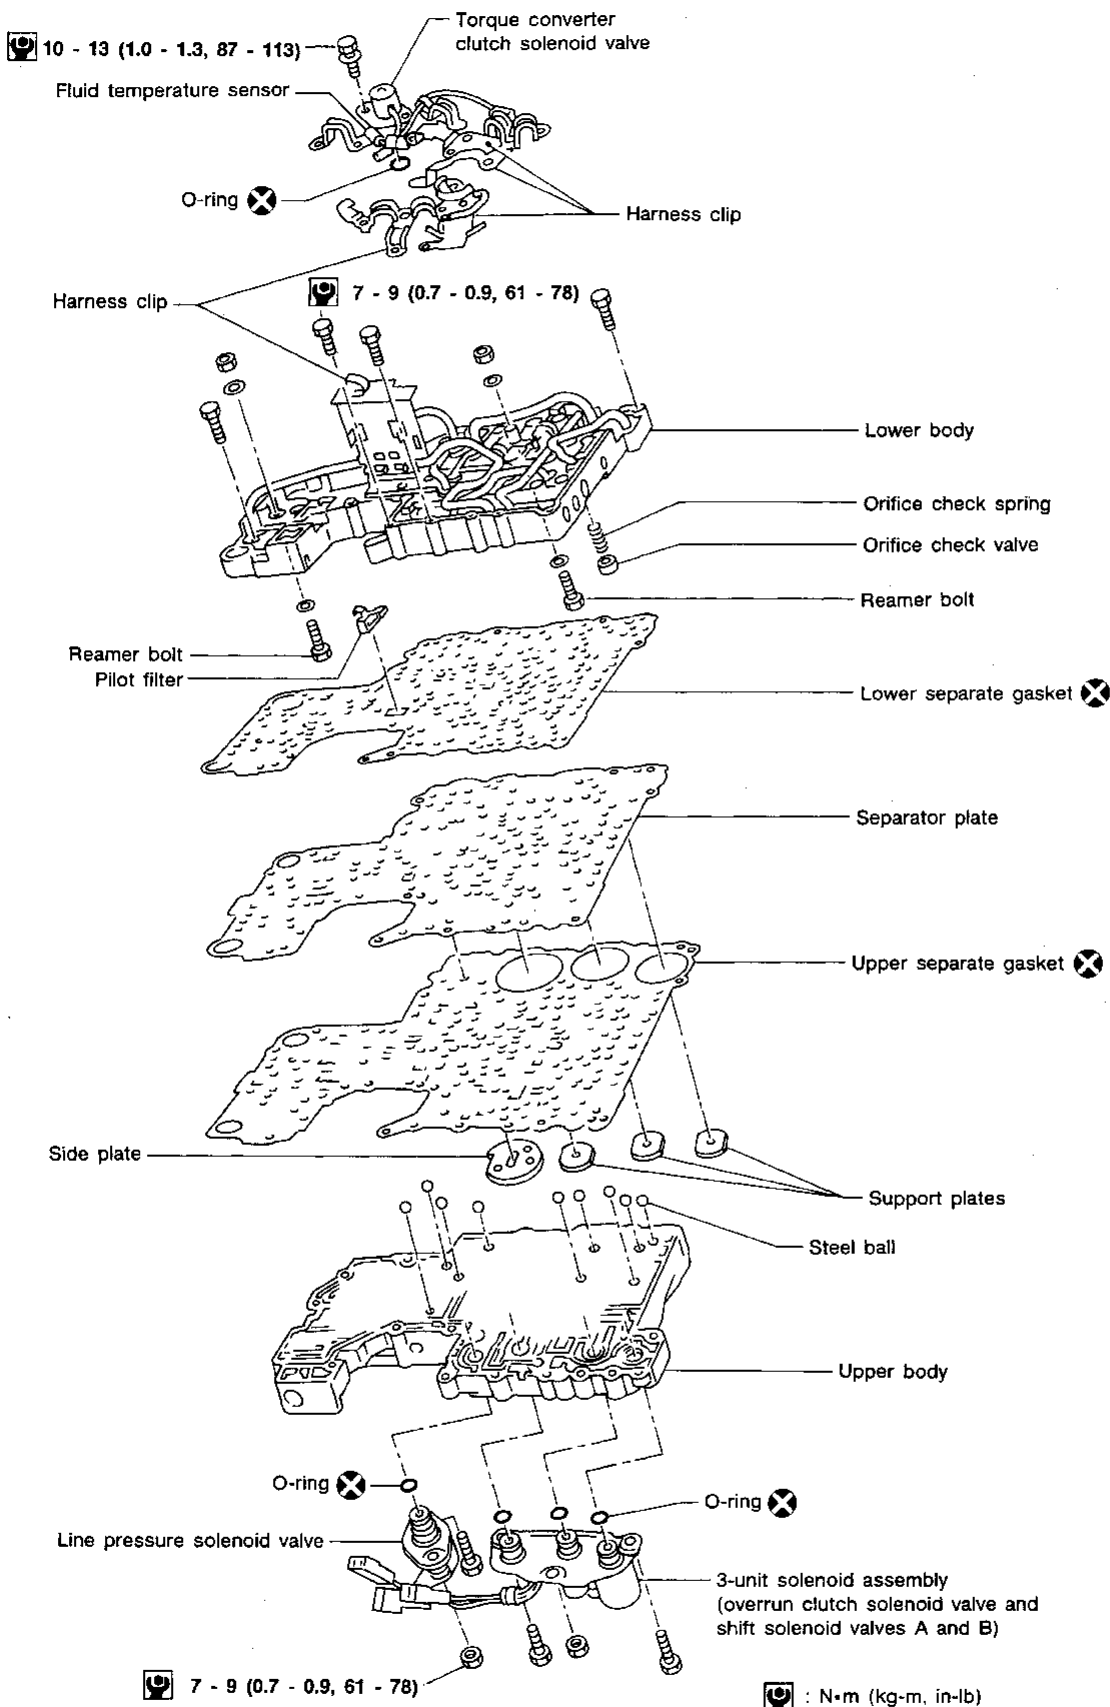 Torque converter
clutch solenoid valve
10 - 13 (1.0 - 1.3, 87 - 113)
Fluid temperature sensor
O-ring
Harness clip
Harness clip
7 - 9 (0.7 - 0.9, 61 - 78)
Lower body
Orifice check spring
Orifice check valve
Reamer bolt
Reamer bolt
Pilot filter
Lower separate gasket
Separator plate
Upper separate gasket
Side plate
Support plates
Steel ball
Upper body
O-ring
O-ring
Line pressure solenoid valve
3-unit solenoid assembly
(overrun clutch solenoid valve and
shift solenoid valves A and B)
7 - 9 (0.7 - 0.9, 61 - 78)
: N•m (kg-m, in-lb)